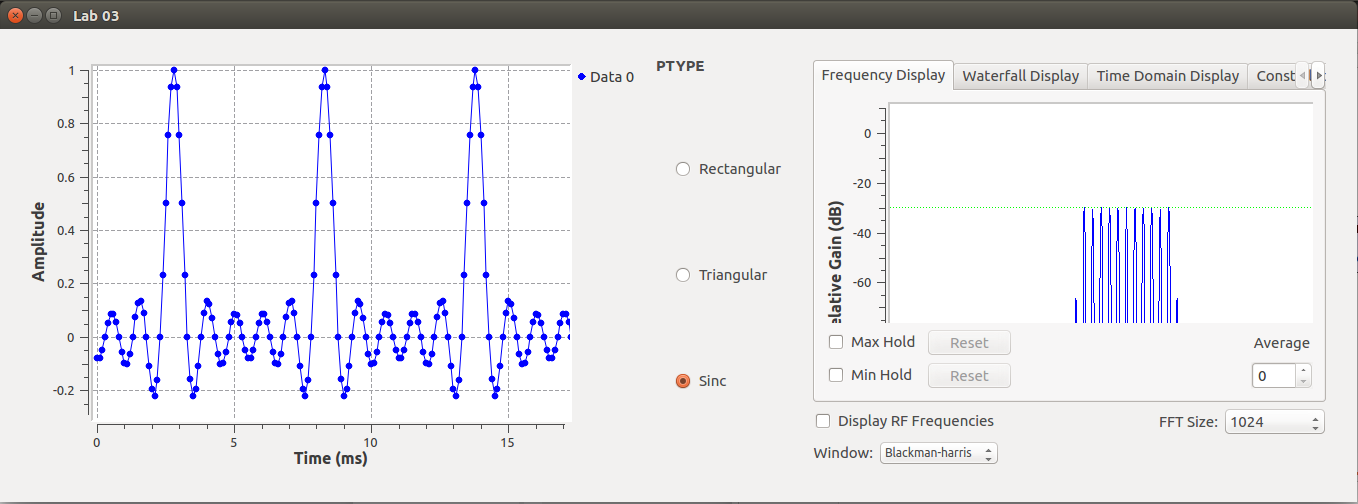 Lab 03
1
0.8
0.6
0.4
0.2
0
-0.2
Amplitude
0
5
10
15
Time (ms)
Data 0
PTYPE
Rectangular
Triangular
Sinc
Frequency Display
Waterfall Display
Time Domain Display
Const
0
-20
-40
-60
elative Gain (dB)
Max Hold
Reset
Average
Min Hold
Reset
0
Display RF Frequencies
FFT Size:
1024
Window:
Blackman-harris